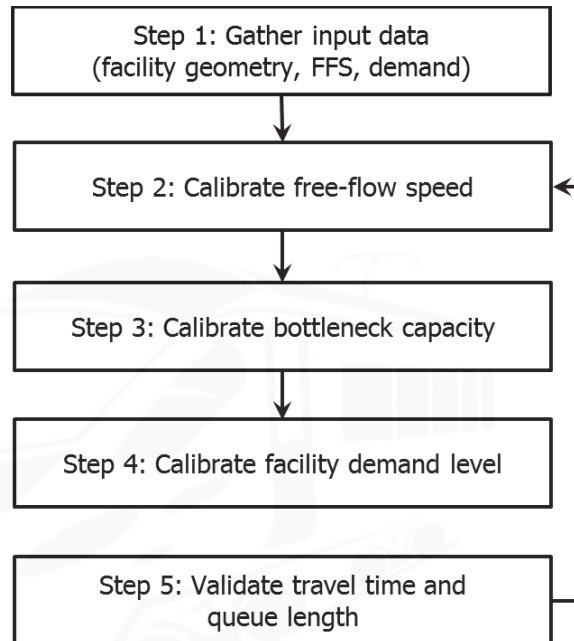 Step 1: Gather input data
(facility geometry, FFS, demand)
Step 2: Calibrate free-flow speed
Step 3: Calibrate bottleneck capacity
Step 4: Calibrate facility demand level
Step 5: Validate travel time and
queue length